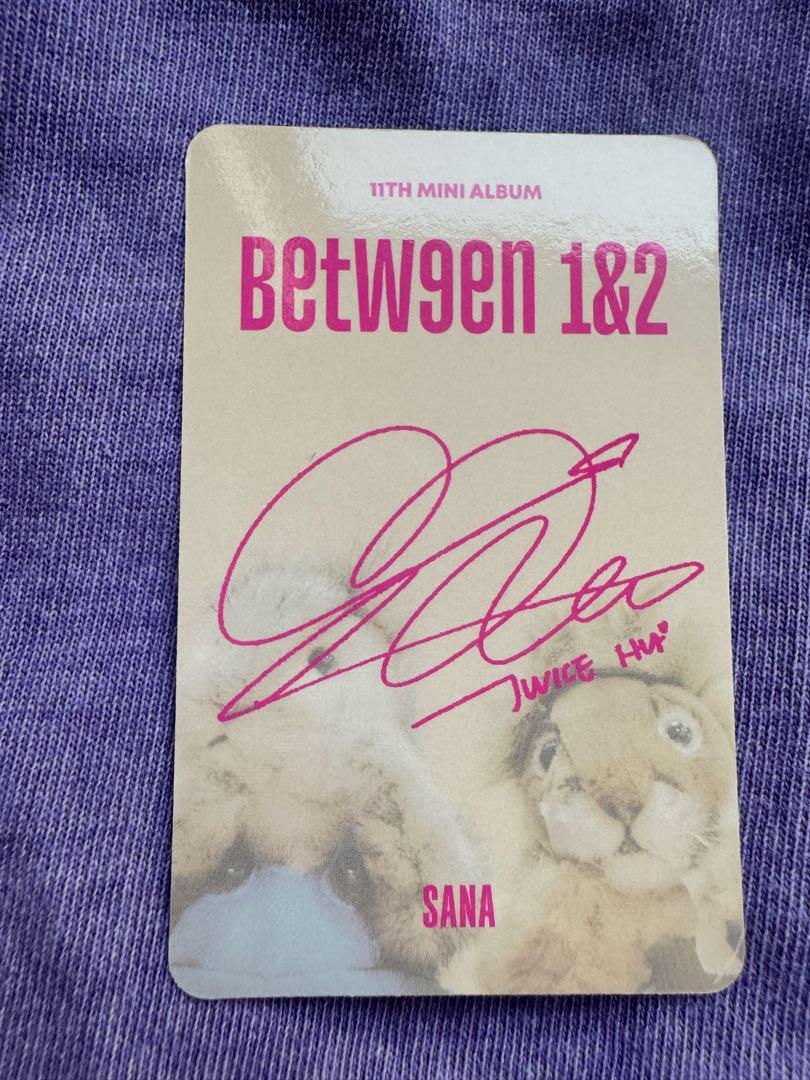 11TH MINI ALBUM
BetW9en 1&2
TWICE
SANA